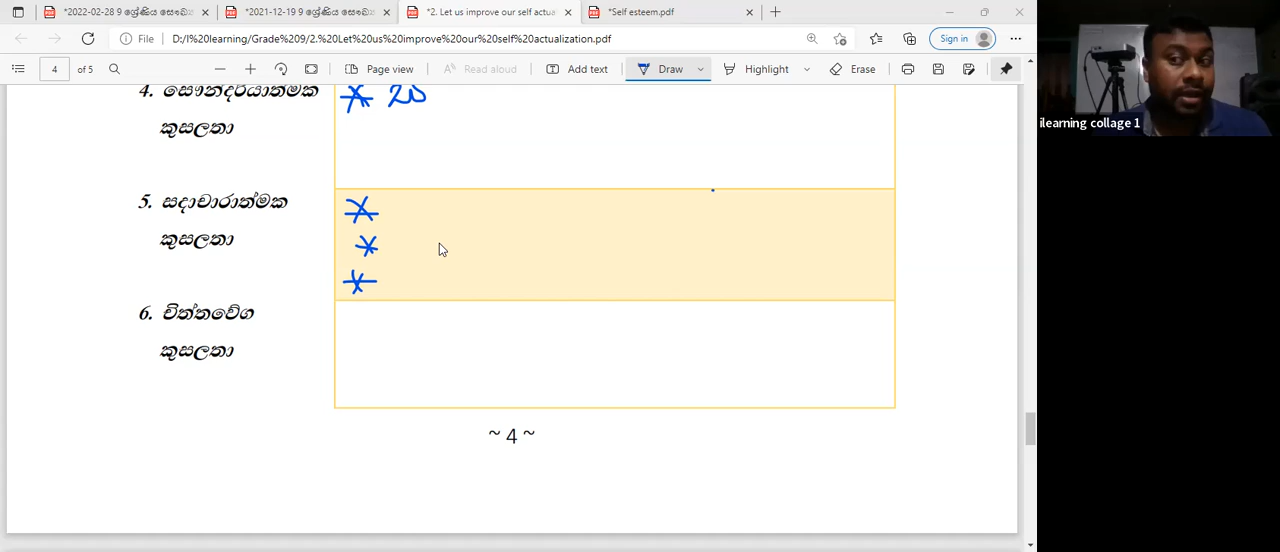 *2022-02-28 9 ශ්‍රේණිය සෞඛ
*2021-12-19 9 ශ්‍රේණිය සෞඛ
*2. Let us improve our self actua
*Self esteem.pdf
File
D:/I%20learning/Grade%209/2.%20Let%20us%20improve%20our%20self%20actualization.pdf
Sign in
4 of 5
Page view
Read aloud
Add text
Draw
Highlight
Erase
ilearning collage 1
4. සෞන්දර්යාත්මක
කුසලතා
5. සදාචාරාත්මක
කුසලතා
6. චිත්තවේග
කුසලතා
~ 4 ~